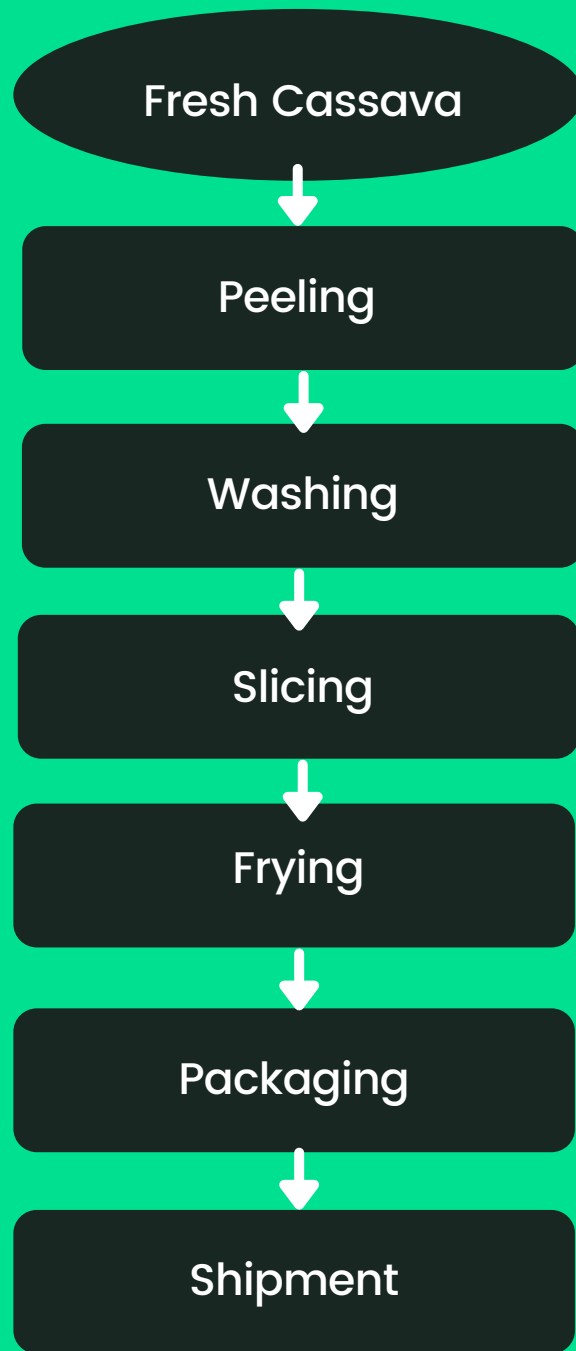 Fresh Cassava
Peeling
Washing
Slicing
Frying
Packaging
Shipment